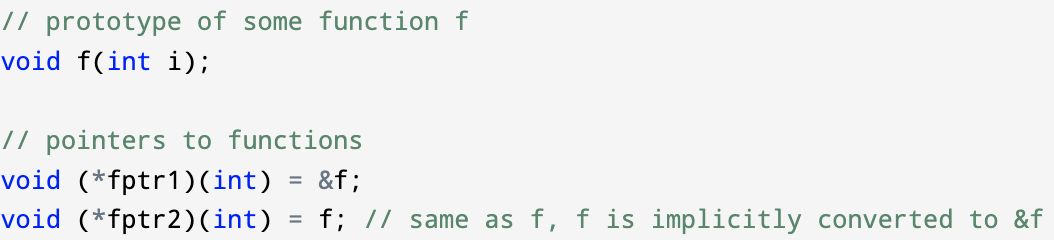 // prototype of some function f
void f(int i);
// pointers to functions
void (*fptr1)(int) = &f;
void (*fptr2)(int) = f; // same as f, f is implicitly converted to &f